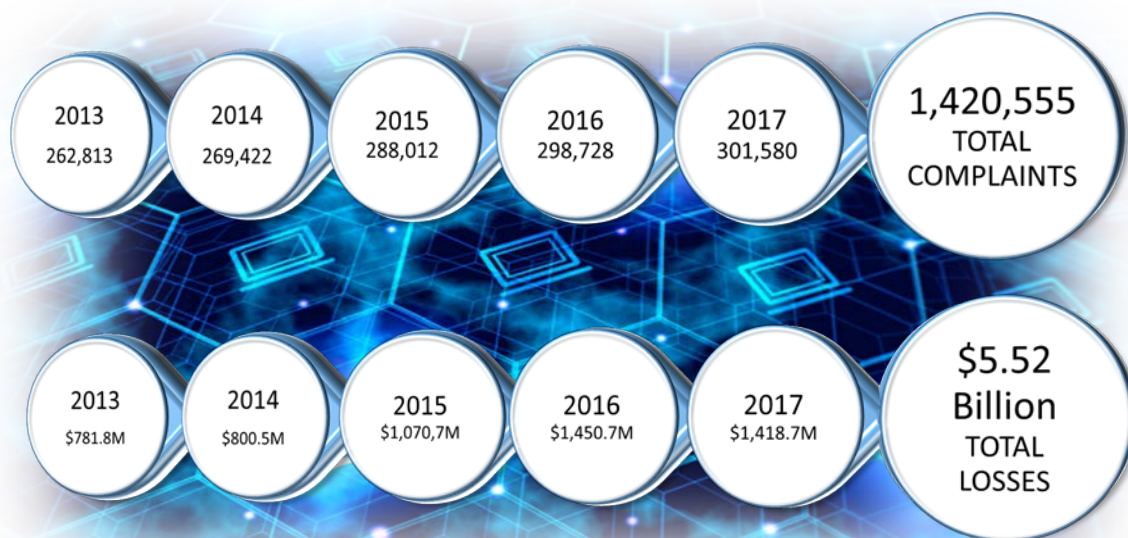 2013
262,813
2014
269,422
2015
288,012
2016
298,728
2017
301,580
1,420,555
TOTAL
COMPLAINTS
2013
$781.8M
2014
$800.5M
2015
$1,070,7M
2016
$1,450.7M
2017
$1,418.7M
$5.52
Billion
TOTAL
LOSSES